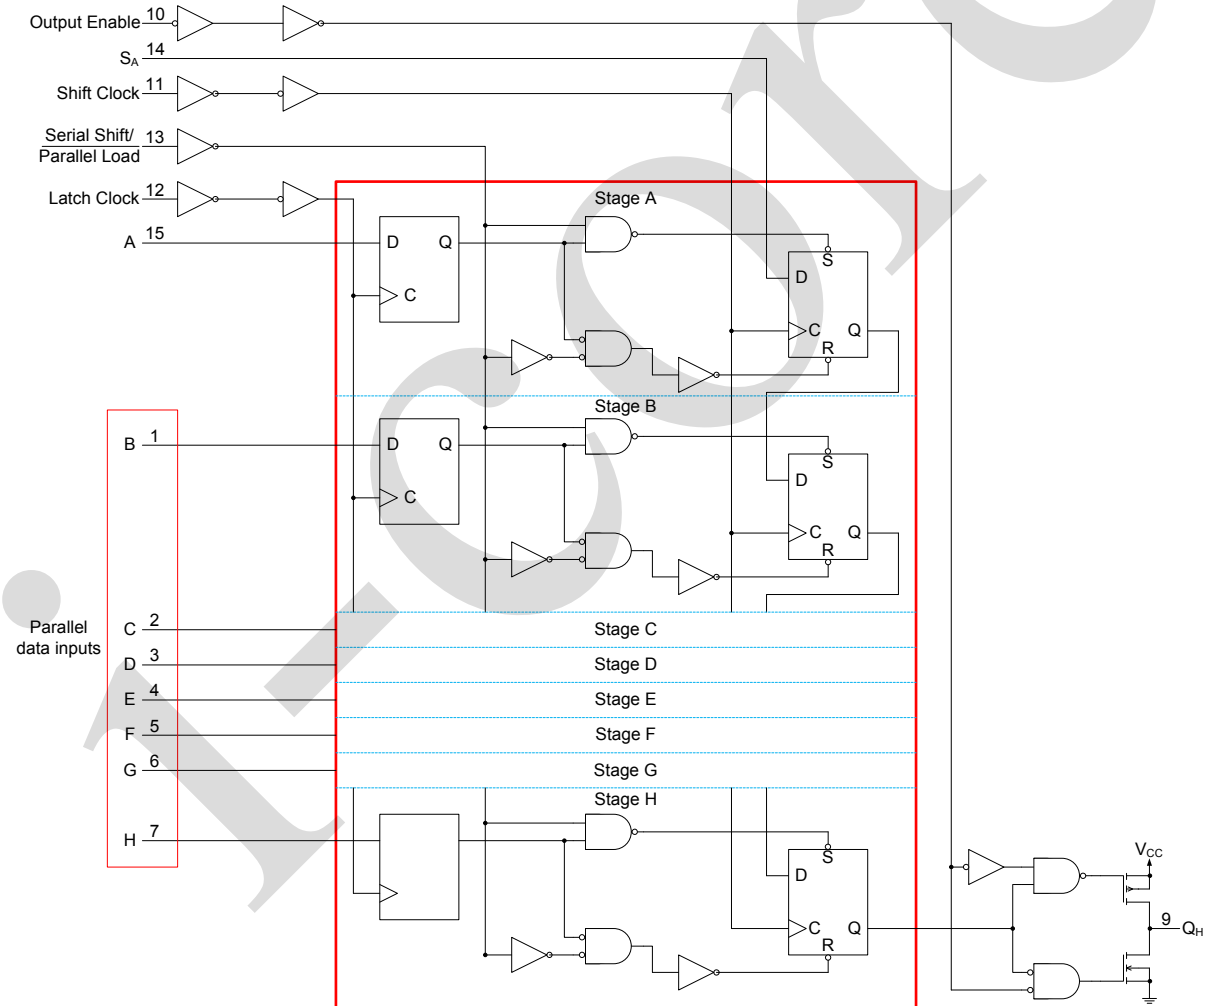 Output Enable 10
SA 14
Shift Clock 11
Serial Shift/ 13
Parallel Load
Latch Clock 12
A 15
Stage A
D Q
C
S
D
C Q
R
Stage B
B 1
D Q
C
S
D
C Q
R
Parallel
data inputs
C 2
Stage C
D 3
Stage D
E 4
Stage E
F 5
Stage F
G 6
Stage G
Stage H
H 7
S
D
C Q
R
VCC
9 QH
i-core